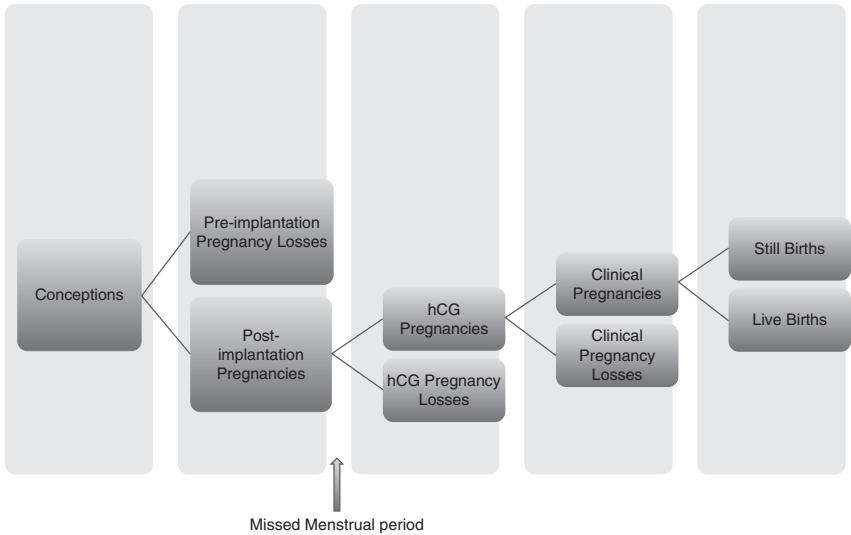 Conceptions
Pre-implantation
Pregnancy Losses
Post-
implantation
Pregnancies
hCG
Pregnancies
hCG Pregnancy
Losses
Clinical
Pregnancies
Clinical
Pregnancy
Losses
Still Births
Live Births
Missed Menstrual period